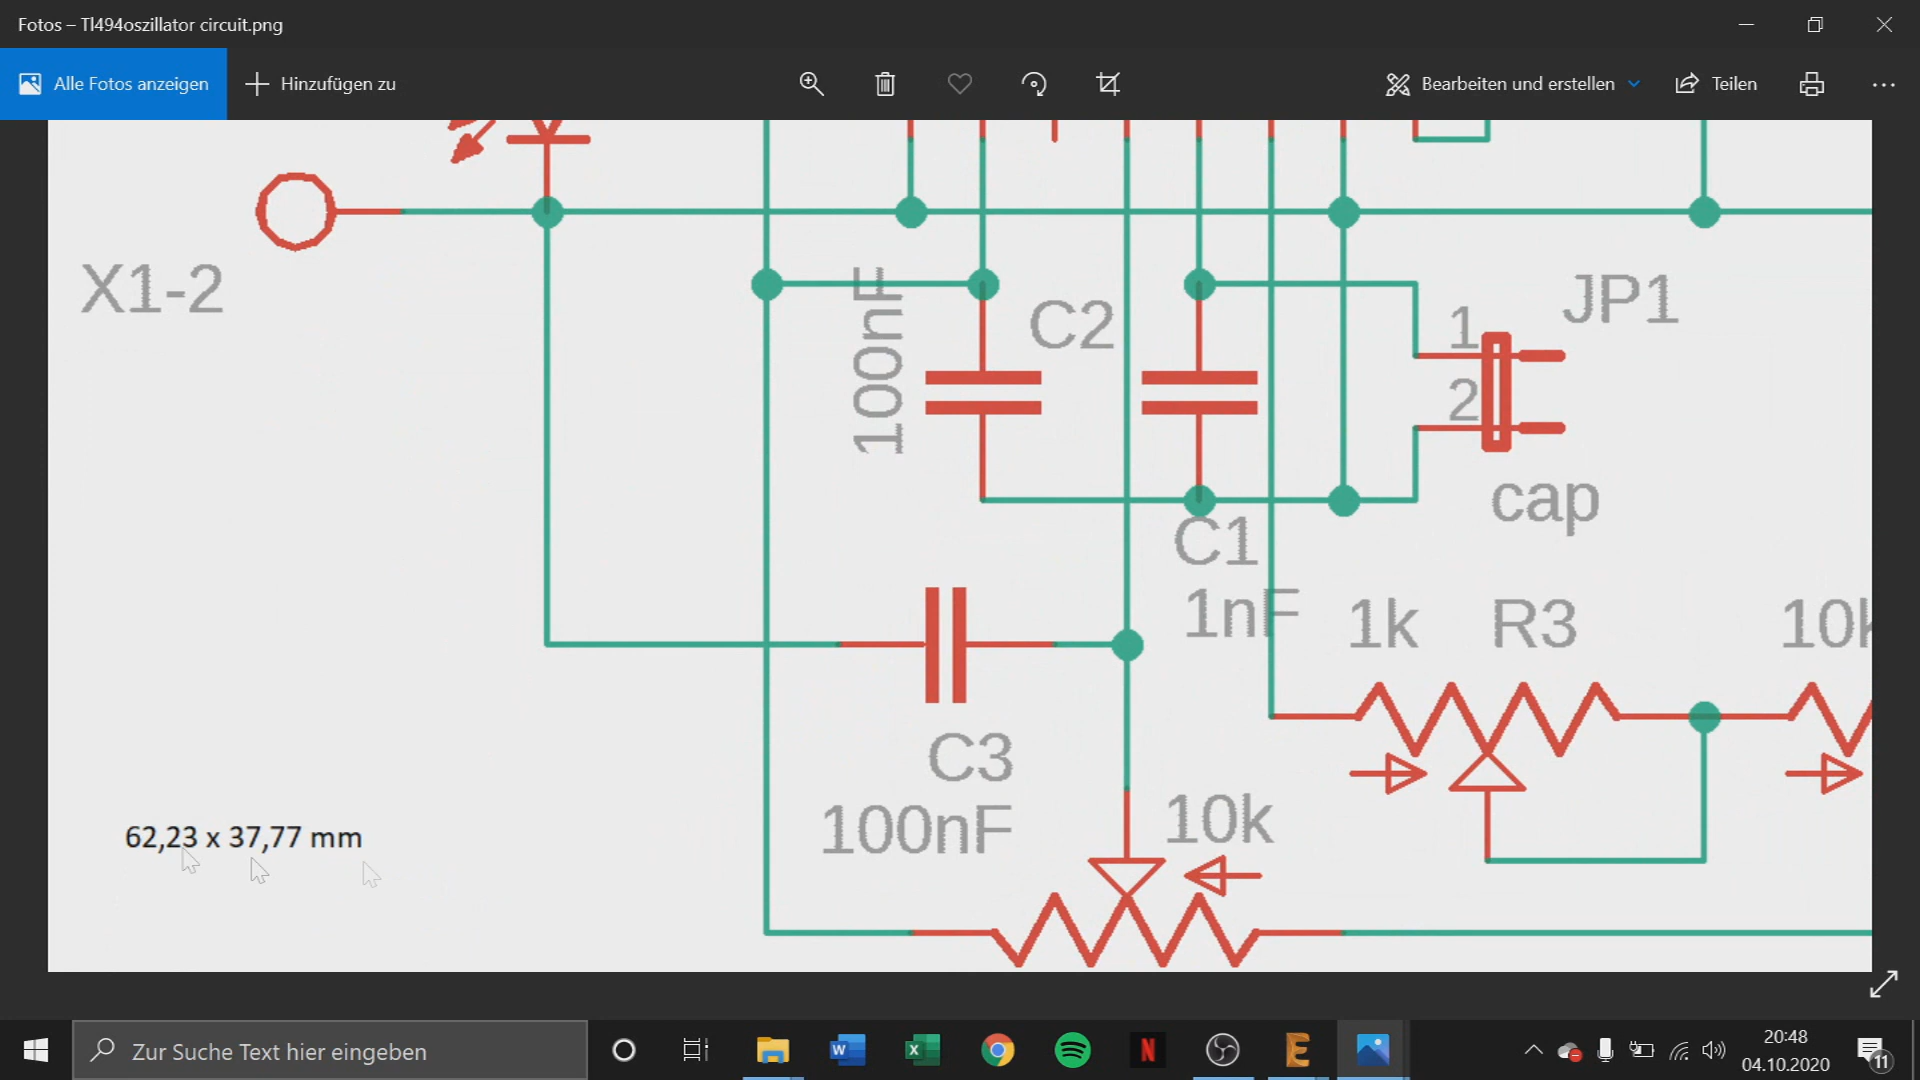 Fotos – Tl494oszillator circuit.png
Alle Fotos anzeigen
Hinzufügen zu
Bearbeiten und erstellen
Teilen
X1-2
100nF
C2
1
2
JP1
cap
C1
1nF
1k
R3
10k
C3
100nF
10k
62,23 x 37,77 mm
Zur Suche Text hier eingeben
20:48
04.10.2020
11